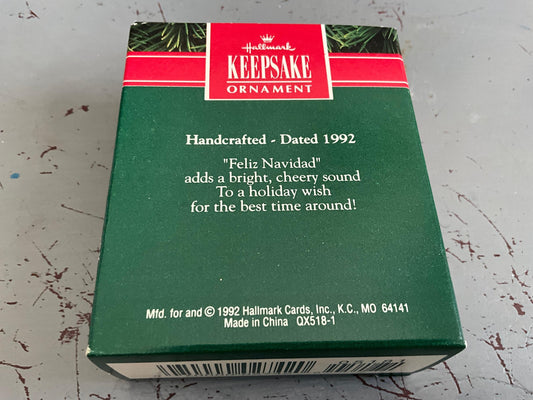 Hallmark
KEEPSAKE
ORNAMENT
Handcrafted - Dated 1992
"Feliz Navidad"
adds a bright, cheery sound
To a holiday wish
for the best time around!
Mfd. for and © 1992 Hallmark Cards, Inc., K.C., MO 64141
Made in China QX518-1